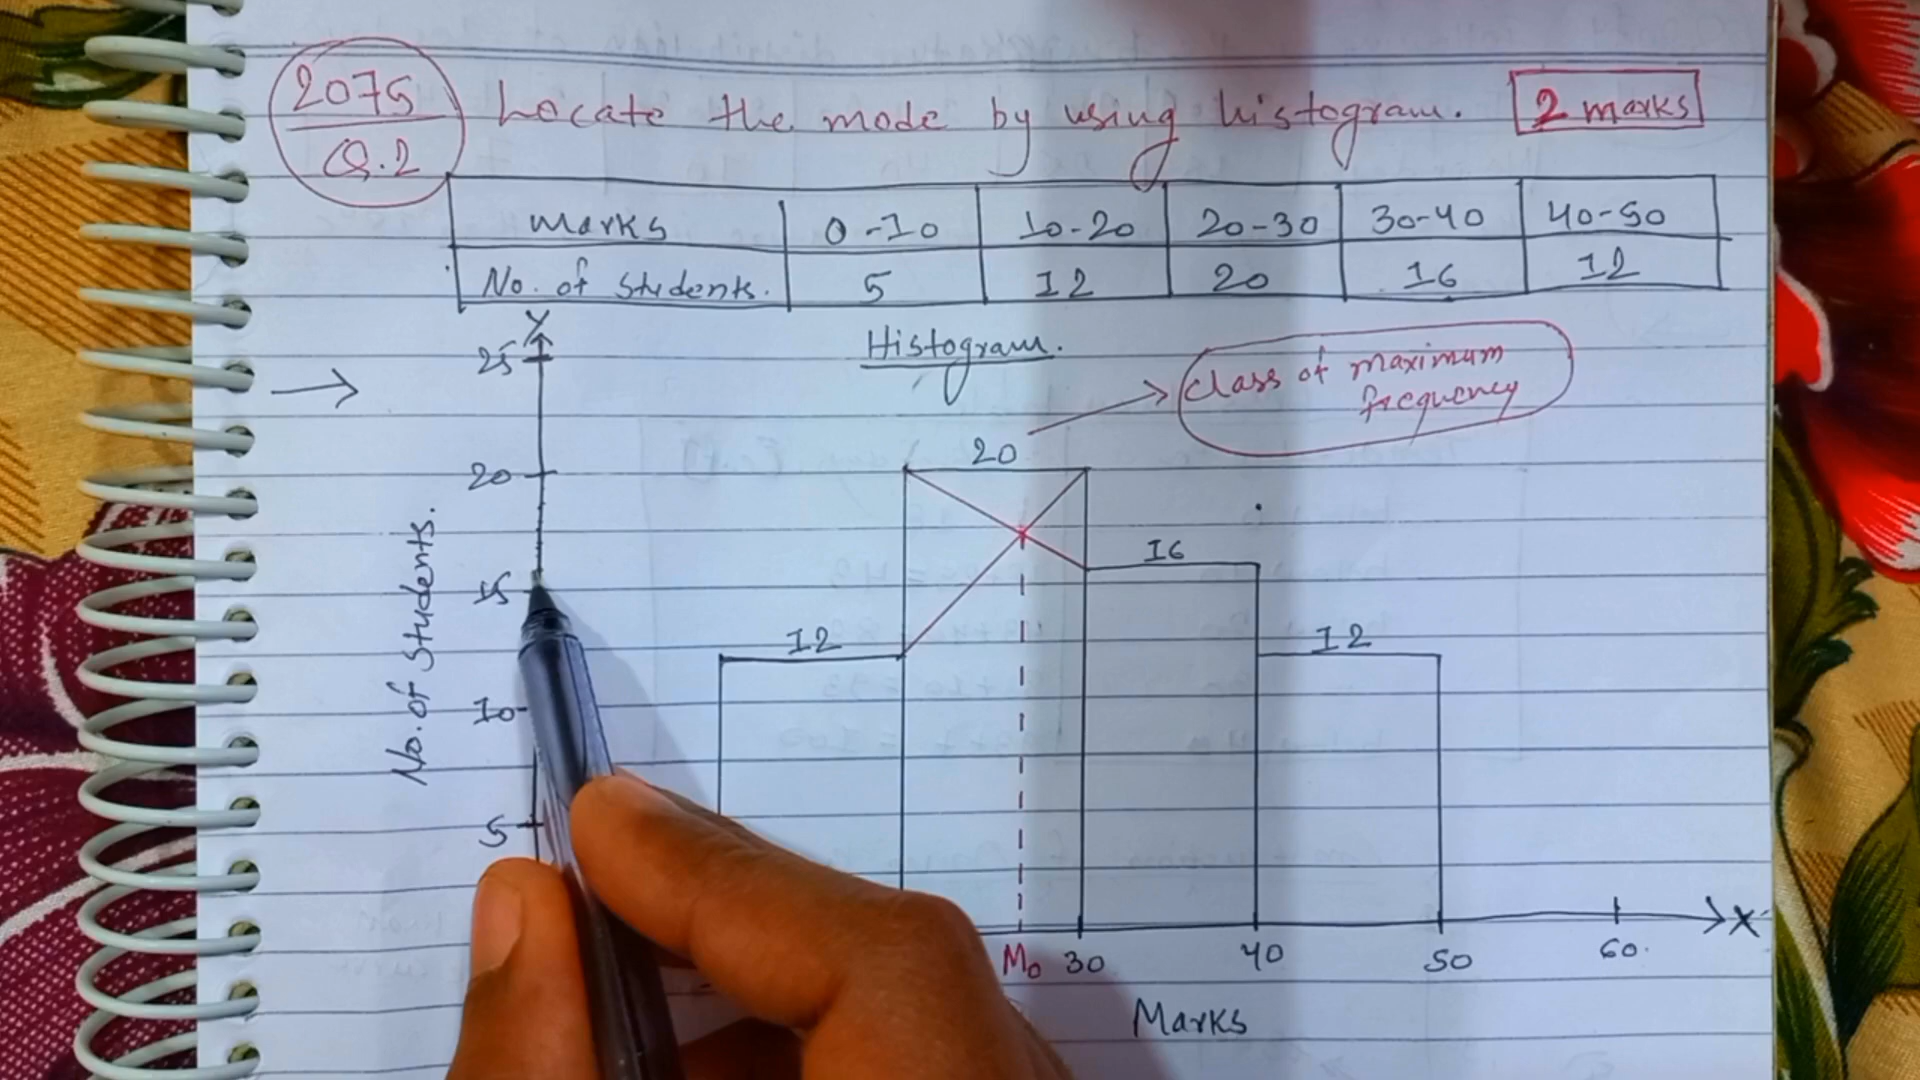 2075
Q.2
Locate the mode by using histogram.
2 marks
Marks 0-10 10-20 20-30 30-40 40-50
No. of Students. 5 12 20 16 12
Y
Histogram.
25
class of maximum
frequency
20
20
16
15
12
12
10
5
No. of Students.
X
Mo 30 40 50 60.
Marks